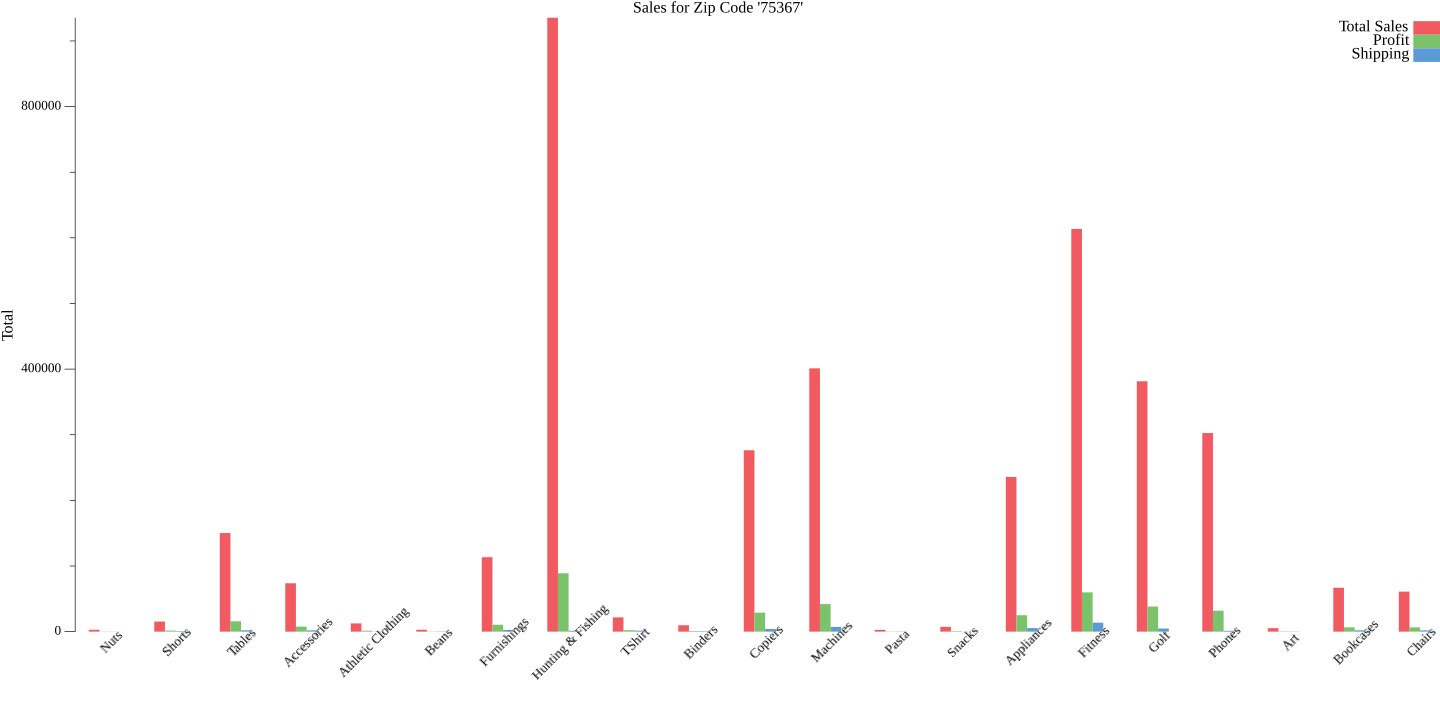 Sales for Zip Code '75367'
Total Sales
Profit
Shipping
Total
800000
400000
0
Nuts
Shorts
Tables
Accessories
Athletic Clothing
Beans
Furnishings
Hunting & Fishing
TShirt
Binders
Copiers
Machines
Pasta
Snacks
Appliances
Fitness
Golf
Phones
Art
Bookcases
Chairs